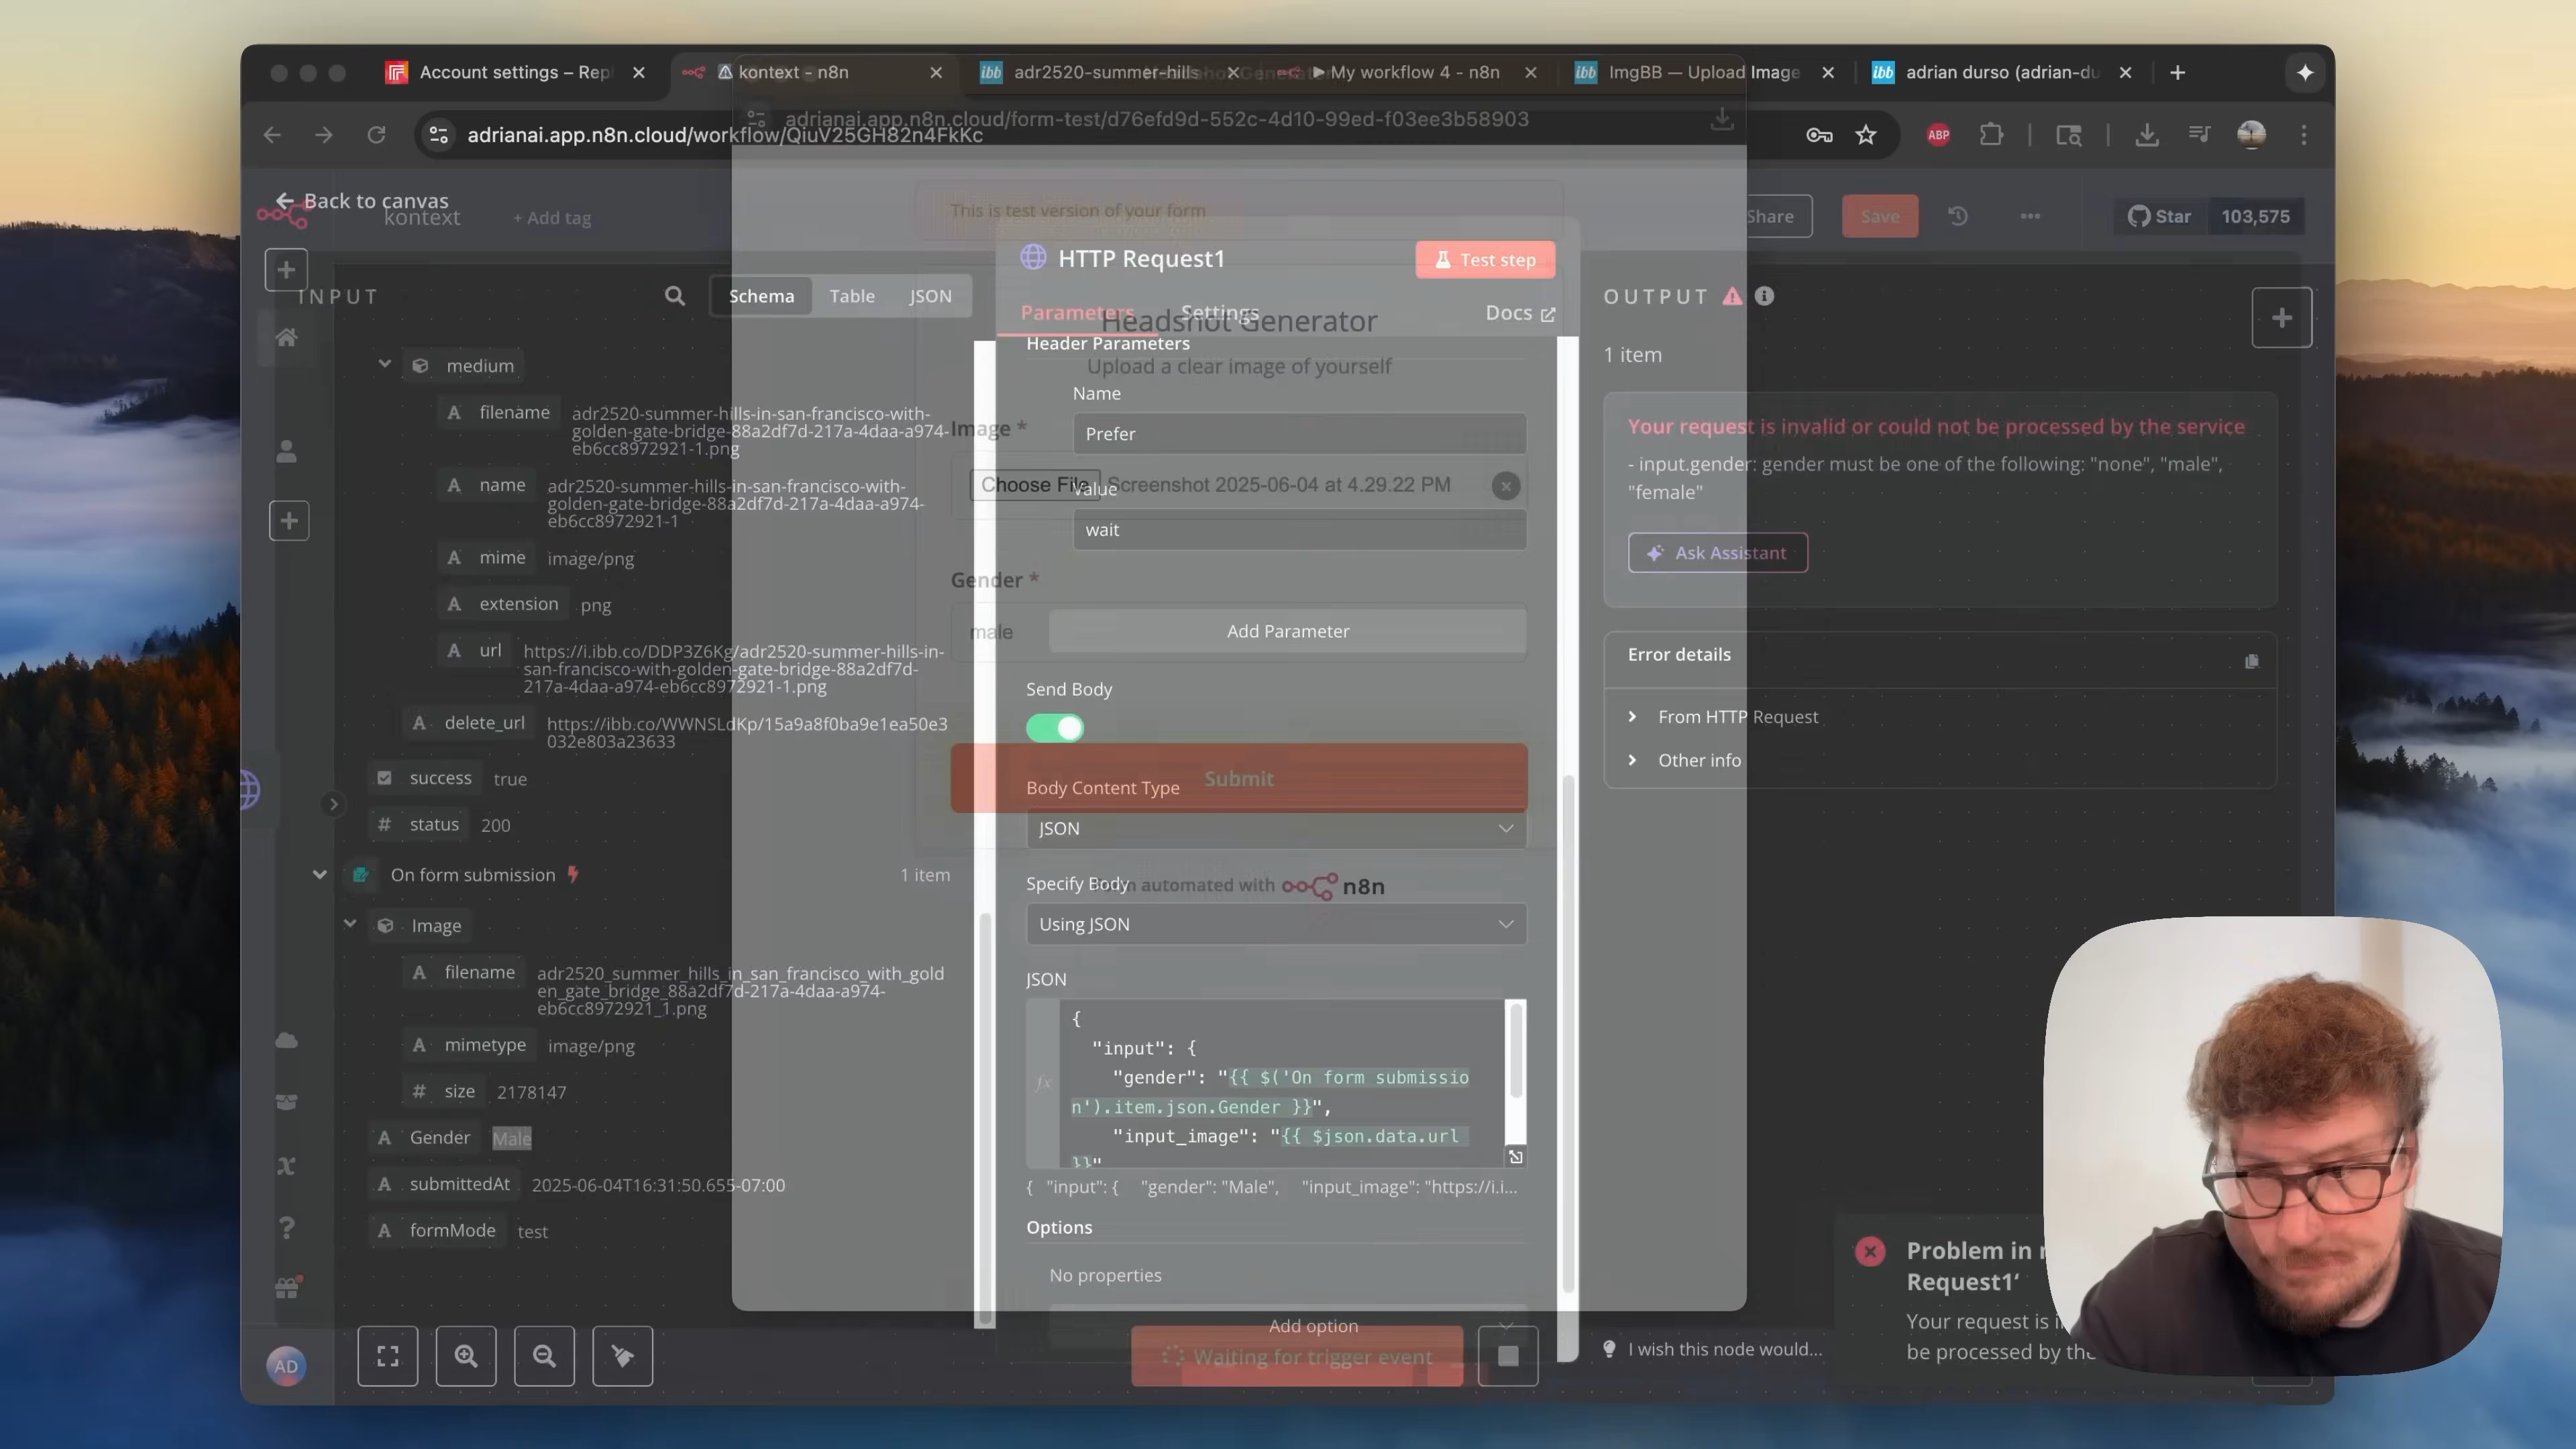 Account settings – Rep
kontext - n8n
adr2520-summer-hills
My workflow 4 - n8n
ImgBB — Upload Image
adrian durso (adrian-du
adrianai.app.n8n.cloud/form-test/d76efd9d-552c-4d10-99ed-f03ee3b58903
adrianai.app.n8n.cloud/workflow/QiuV25GH82n4FkKc
ABP
Back to canvas
kontext
+ Add tag
This is test version of your form
Share
Save
Star
103,575
HTTP Request1
Test step
INPUT
Schema
Table
JSON
Parameters
Settings
Docs
Headshot Generator
OUTPUT
Header Parameters
Upload a clear image of yourself
1 item
medium
Name
Prefer
filename
adr2520-summer-hills-in-san-francisco-with-
golden-gate-bridge-88a2df7d-217a-4daa-a974-
eb6cc8972921-1.png
Image *
Your request is invalid or could not be processed by the service
- input.gender: gender must be one of the following: "none", "male",
"female"
name
adr2520-summer-hills-in-san-francisco-with-
golden-gate-bridge-88a2df7d-217a-4daa-a974-
eb6cc8972921-1
Choose File
Screenshot 2025-06-04 at 4.29.22 PM
Value
wait
Ask Assistant
mime
image/png
Gender *
extension
png
male
Add Parameter
url
https://i.ibb.co/DDP3Z6Kg/adr2520-summer-hills-in-
san-francisco-with-golden-gate-bridge-88a2df7d-
217a-4daa-a974-eb6cc8972921-1.png
Error details
Send Body
delete_url
https://ibb.co/WWNSLdKp/15a9a8f0ba9e1ea50e3
032e803a23633
From HTTP Request
Other info
success
true
Submit
Body Content Type
JSON
status
200
On form submission
1 item
Specify Body
automated with
n8n
Using JSON
Image
filename
adr2520_summer_hills_in_san_francisco_with_gold
en_gate_bridge_88a2df7d-217a-4daa-a974-
eb6cc8972921_1.png
JSON
{
"input": {
"gender": "{{ $('On form submissio
n').item.json.Gender }}",
"input_image": "{{ $json.data.url
}}"
fx
mimetype
image/png
size
2178147
Gender
Male
submittedAt
2025-06-04T16:31:50.655-07:00
{ "input": { "gender": "Male", "input_image": "https://i.i...
formMode
test
Options
No properties
Add option
Waiting for trigger event
I wish this node would...
Problem in
Request1'
Your request is
be processed by the
AD